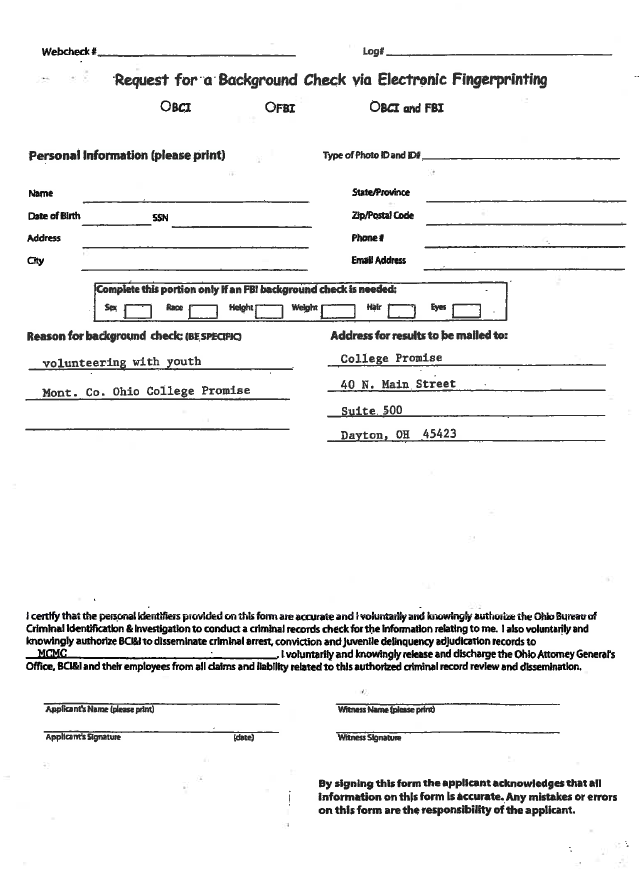 Webcheck # Log#
Request for a Background Check via Electronic Fingerprinting
BCI FBI BCI and FBI
Personal Information (please print) Type of Photo ID and ID#
Name State/Province
Date of Birth SSN Zip/Postal Code
Address Phone #
City Email Address
Complete this portion only if an FBI background check is needed:
Sex Race Height Weight Hair Eyes
Reason for background check: (BE SPECIFIC) Address for results to be mailed to:
volunteering with youth College Promise
Mont. Co. Ohio College Promise 40 N. Main Street
Suite 500
Dayton, OH 45423
I certify that the personal identifiers provided on this form are accurate and I voluntarily and knowingly authorize the Ohio Bureau of
Criminal Identification & Investigation to conduct a criminal records check for the information relating to me. I also voluntarily and
knowingly authorize BCI&I to disseminate criminal arrest, conviction and juvenile delinquency adjudication records to
MCMC , I voluntarily and knowingly release and discharge the Ohio Attorney General's
Office, BCI&I and their employees from all claims and liability related to this authorized criminal record review and dissemination.
Applicant's Name (please print) Witness Name (please print)
Applicant's Signature (date) Witness Signature
By signing this form the applicant acknowledges that all
information on this form is accurate. Any mistakes or errors
on this form are the responsibility of the applicant.